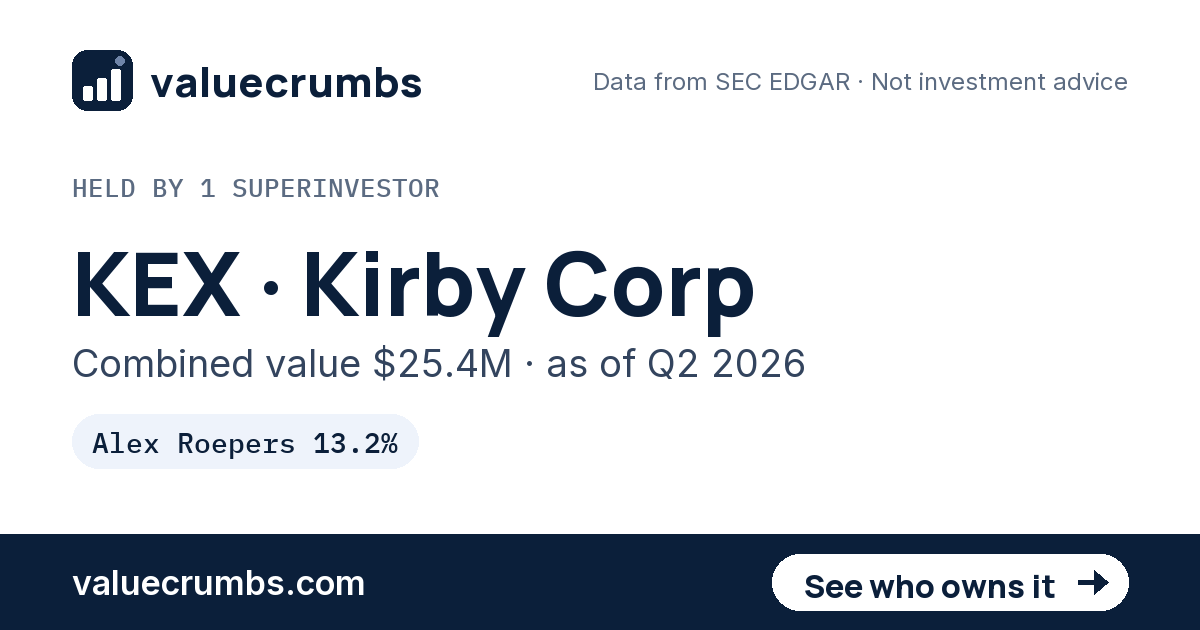 valuecrumbs
Data from SEC EDGAR · Not investment advice
HELD BY 1 SUPERINVESTOR
KEX · Kirby Corp
Combined value $25.4M · as of Q2 2026
Alex Roepers 13.2%
valuecrumbs.com
See who owns it →